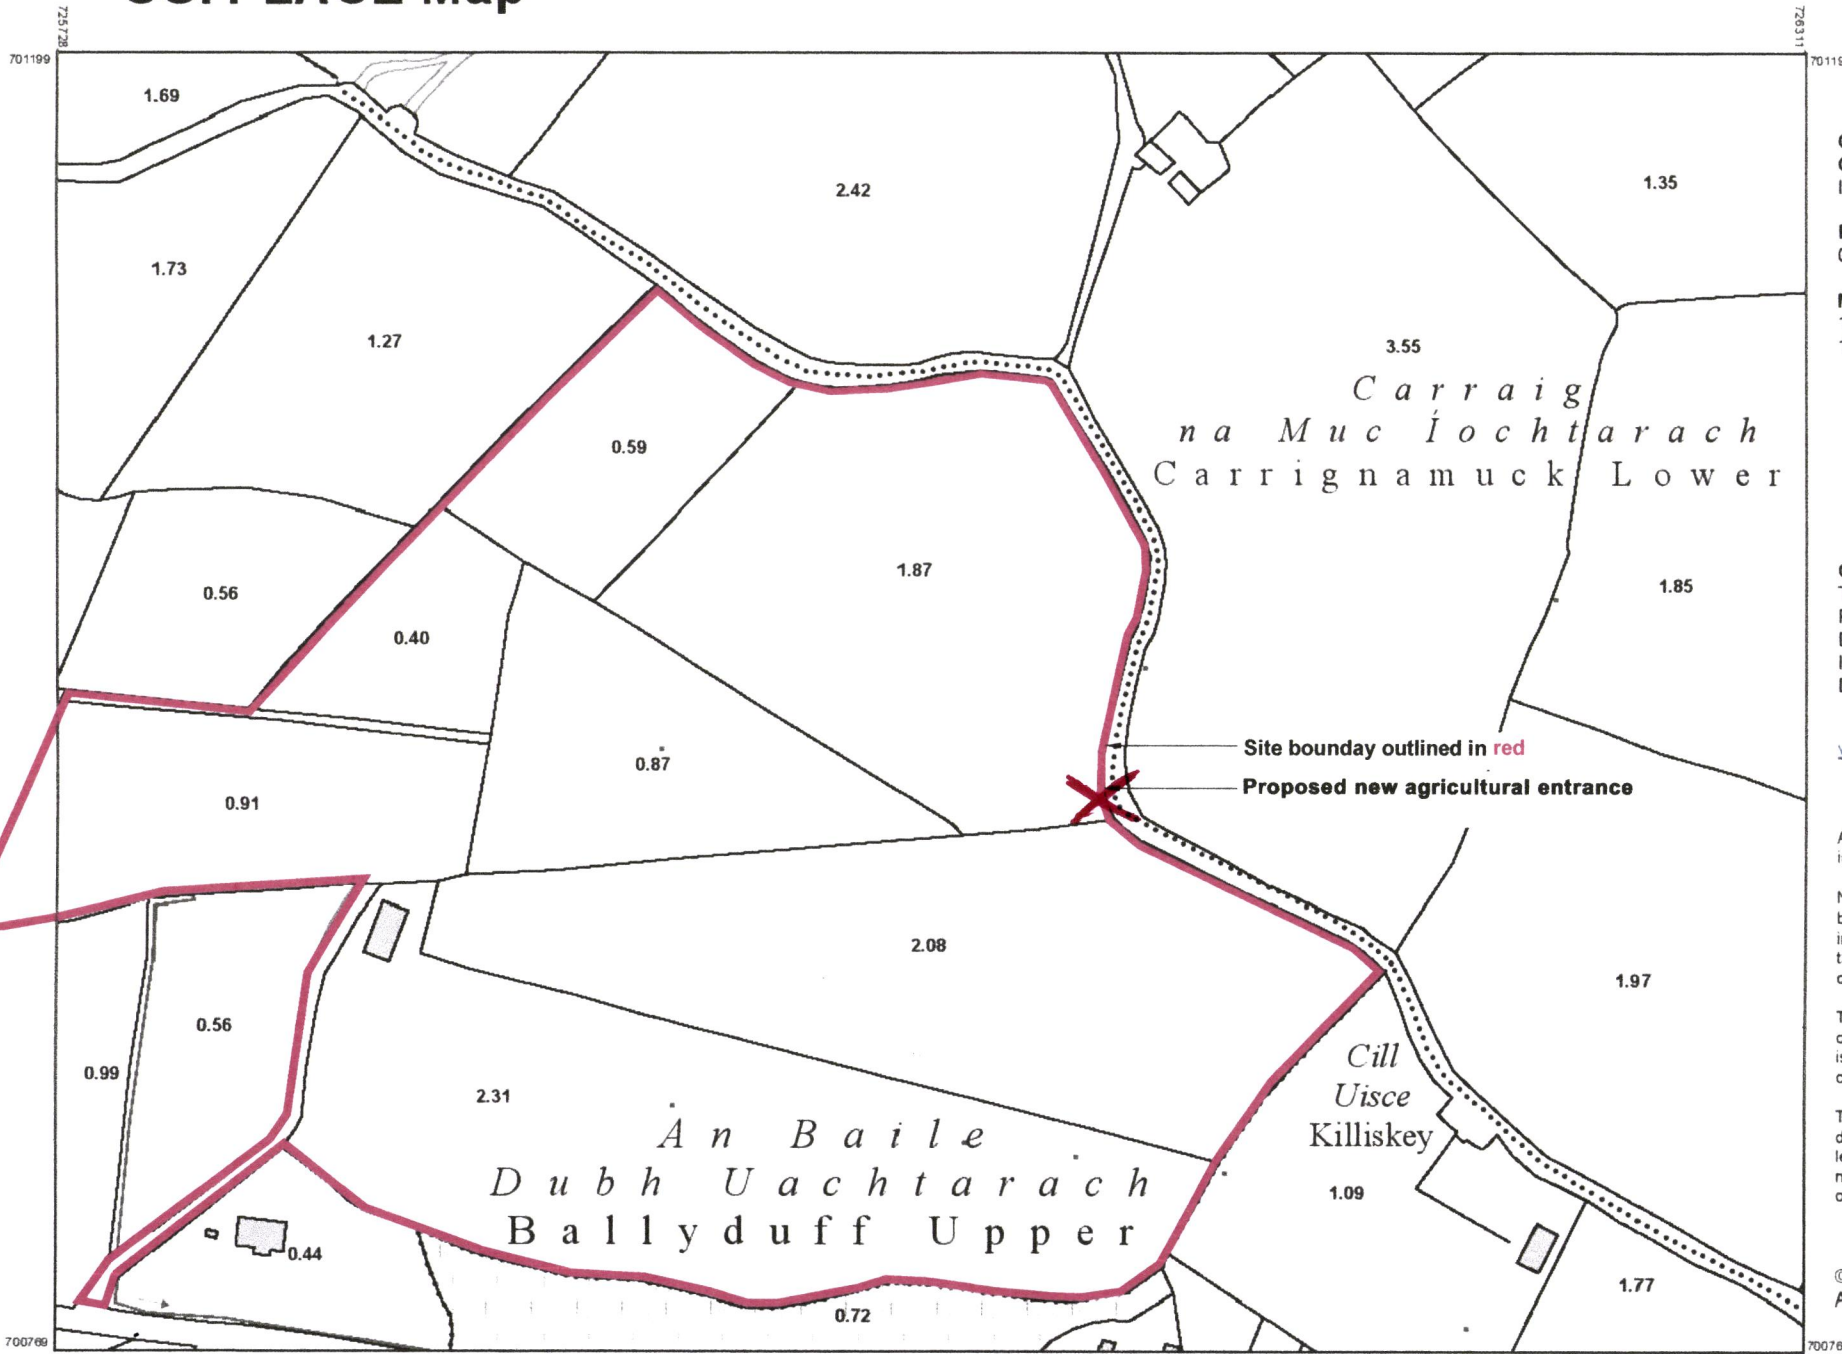 Map
725728
726311
701199
1.69
2.42
1.35
1.73
1.27
3.55
Carraig
na Muc Íochtarach
Carrignamuck Lower
0.59
1.87
0.56
0.40
1.85
Site bounday outlined in red
0.87
Proposed new agricultural entrance
0.91
2.08
1.97
0.56
0.99
Cill
Uisce
Killiskey
2.31
An Baile
Dubh Uachtarach
Ballyduff Upper
1.09
0.44
0.72
1.77
700769